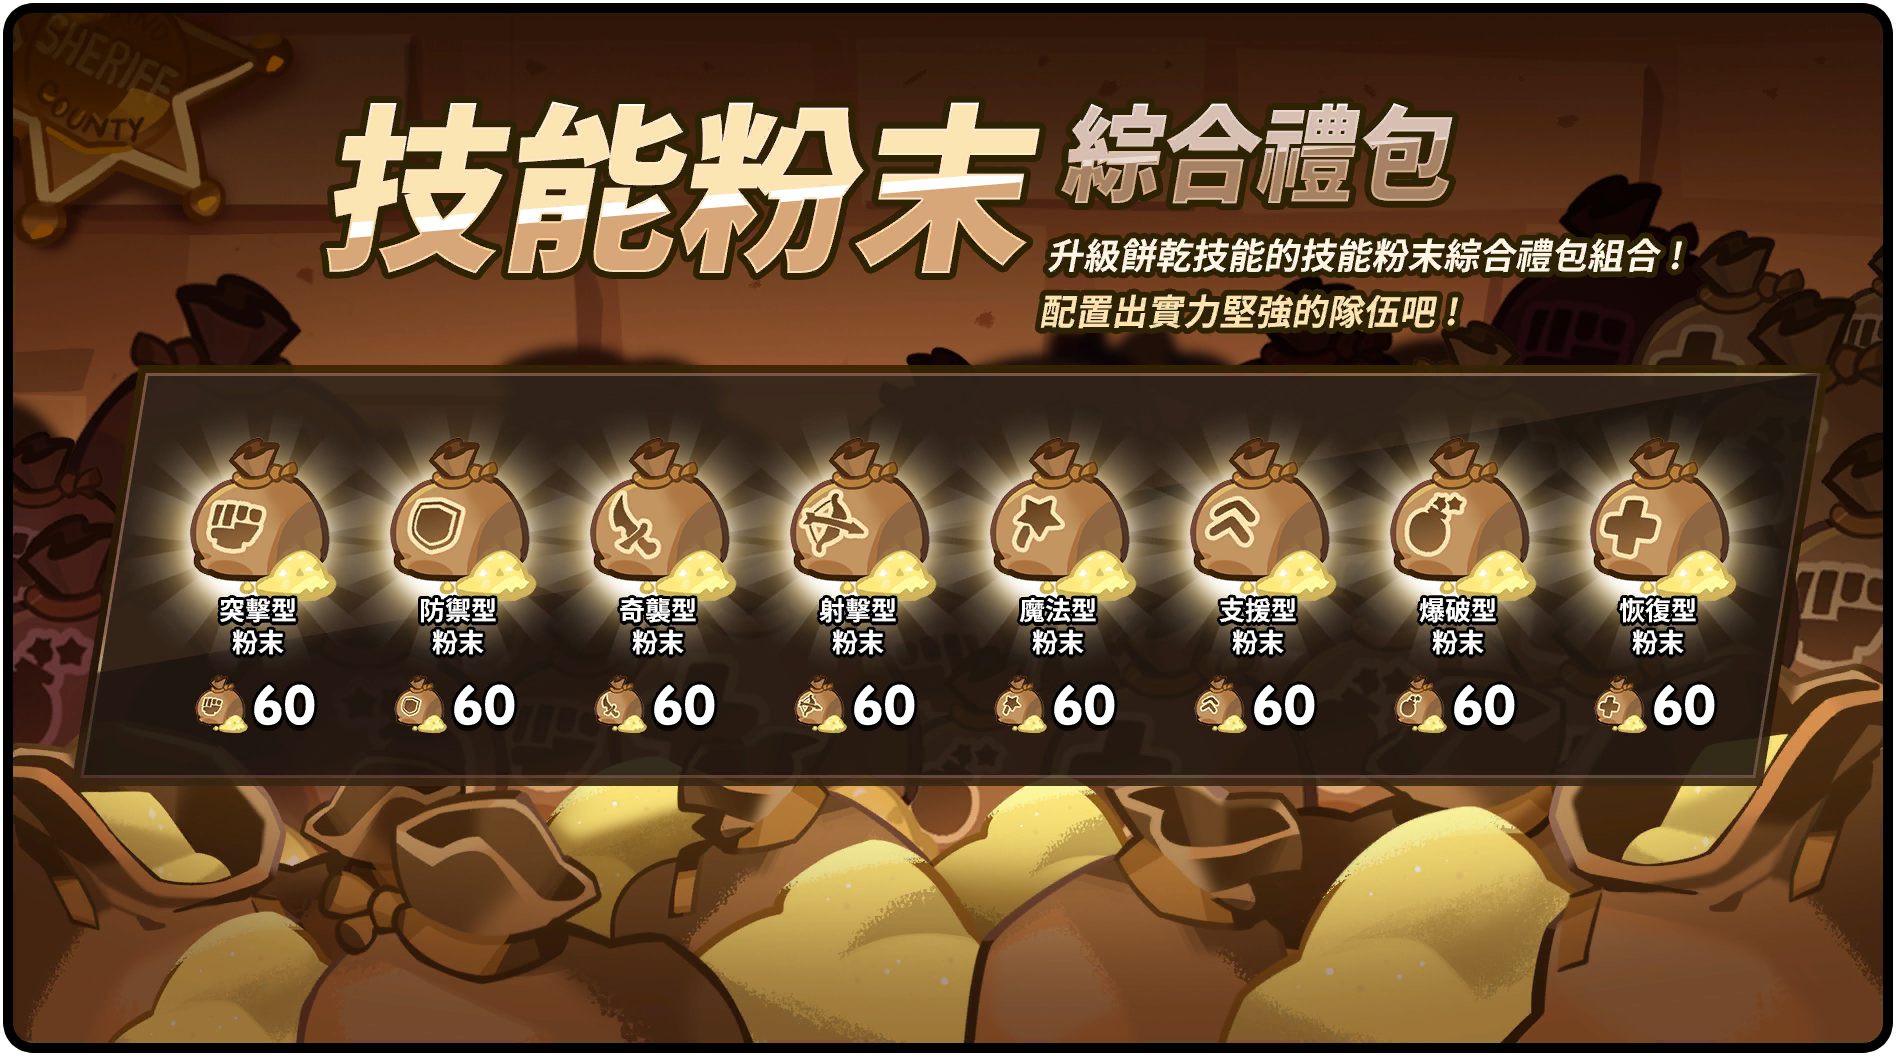 SHERIFF
COUNTY
技能粉末 綜合禮包
升級餅乾技能的技能粉末綜合禮包組合！
配置出實力堅強的隊伍吧！
突擊型
粉末
60
防禦型
粉末
60
奇襲型
粉末
60
射擊型
粉末
60
魔法型
粉末
60
支援型
粉末
60
爆破型
粉末
60
恢復型
粉末
60